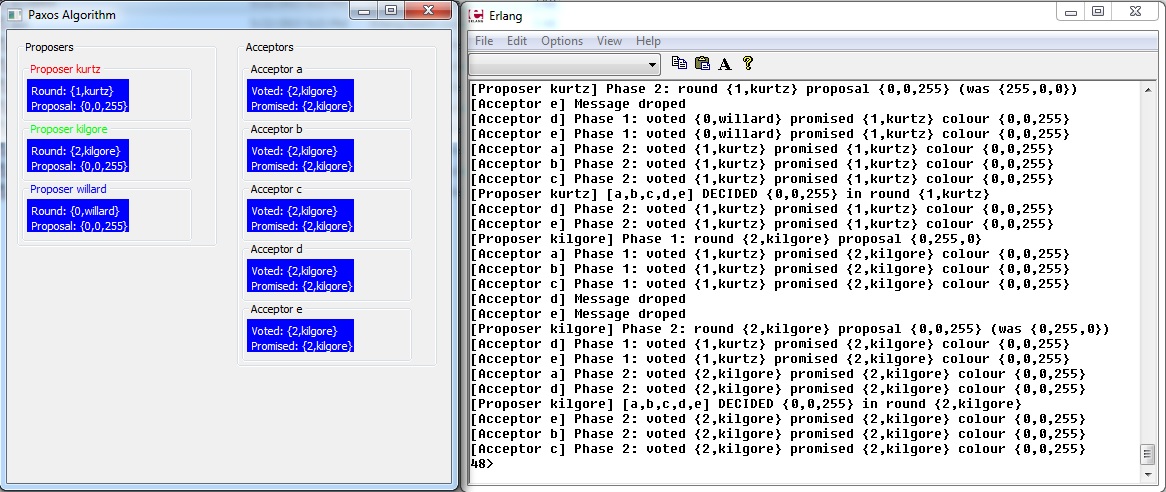 Paxos Algorithm
Proposers
Proposer kurtz
Round: {1,kurtz}
Proposal: {0,0,255}
Proposer kilgore
Round: {2,kilgore}
Proposal: {0,0,255}
Proposer willard
Round: {0,willard}
Proposal: {0,0,255}
Acceptors
Acceptor a
Voted: {2,kilgore}
Promised: {2,kilgore}
Acceptor b
Voted: {2,kilgore}
Promised: {2,kilgore}
Acceptor c
Voted: {2,kilgore}
Promised: {2,kilgore}
Acceptor d
Voted: {2,kilgore}
Promised: {2,kilgore}
Acceptor e
Voted: {2,kilgore}
Promised: {2,kilgore}
ERLANG Erlang
File Edit Options View Help
[Proposer kurtz] Phase 2: round {1,kurtz} proposal {0,0,255} (was {255,0,0})
[Acceptor e] Message droped
[Acceptor d] Phase 1: voted {0,willard} promised {1,kurtz} colour {0,0,255}
[Acceptor e] Phase 1: voted {0,willard} promised {1,kurtz} colour {0,0,255}
[Acceptor a] Phase 2: voted {1,kurtz} promised {1,kurtz} colour {0,0,255}
[Acceptor b] Phase 2: voted {1,kurtz} promised {1,kurtz} colour {0,0,255}
[Acceptor c] Phase 2: voted {1,kurtz} promised {1,kurtz} colour {0,0,255}
[Proposer kurtz] [a,b,c,d,e] DECIDED {0,0,255} in round {1,kurtz}
[Acceptor d] Phase 2: voted {1,kurtz} promised {1,kurtz} colour {0,0,255}
[Acceptor e] Phase 2: voted {1,kurtz} promised {1,kurtz} colour {0,0,255}
[Proposer kilgore] Phase 1: round {2,kilgore} proposal {0,255,0}
[Acceptor a] Phase 1: voted {1,kurtz} promised {2,kilgore} colour {0,0,255}
[Acceptor b] Phase 1: voted {1,kurtz} promised {2,kilgore} colour {0,0,255}
[Acceptor c] Phase 1: voted {1,kurtz} promised {2,kilgore} colour {0,0,255}
[Acceptor d] Message droped
[Acceptor e] Message droped
[Proposer kilgore] Phase 2: round {2,kilgore} proposal {0,0,255} (was {0,255,0})
[Acceptor d] Phase 1: voted {1,kurtz} promised {2,kilgore} colour {0,0,255}
[Acceptor e] Phase 1: voted {1,kurtz} promised {2,kilgore} colour {0,0,255}
[Acceptor a] Phase 2: voted {2,kilgore} promised {2,kilgore} colour {0,0,255}
[Acceptor d] Phase 2: voted {2,kilgore} promised {2,kilgore} colour {0,0,255}
[Proposer kilgore] [a,b,c,d,e] DECIDED {0,0,255} in round {2,kilgore}
[Acceptor e] Phase 2: voted {2,kilgore} promised {2,kilgore} colour {0,0,255}
[Acceptor b] Phase 2: voted {2,kilgore} promised {2,kilgore} colour {0,0,255}
[Acceptor c] Phase 2: voted {2,kilgore} promised {2,kilgore} colour {0,0,255}
48>